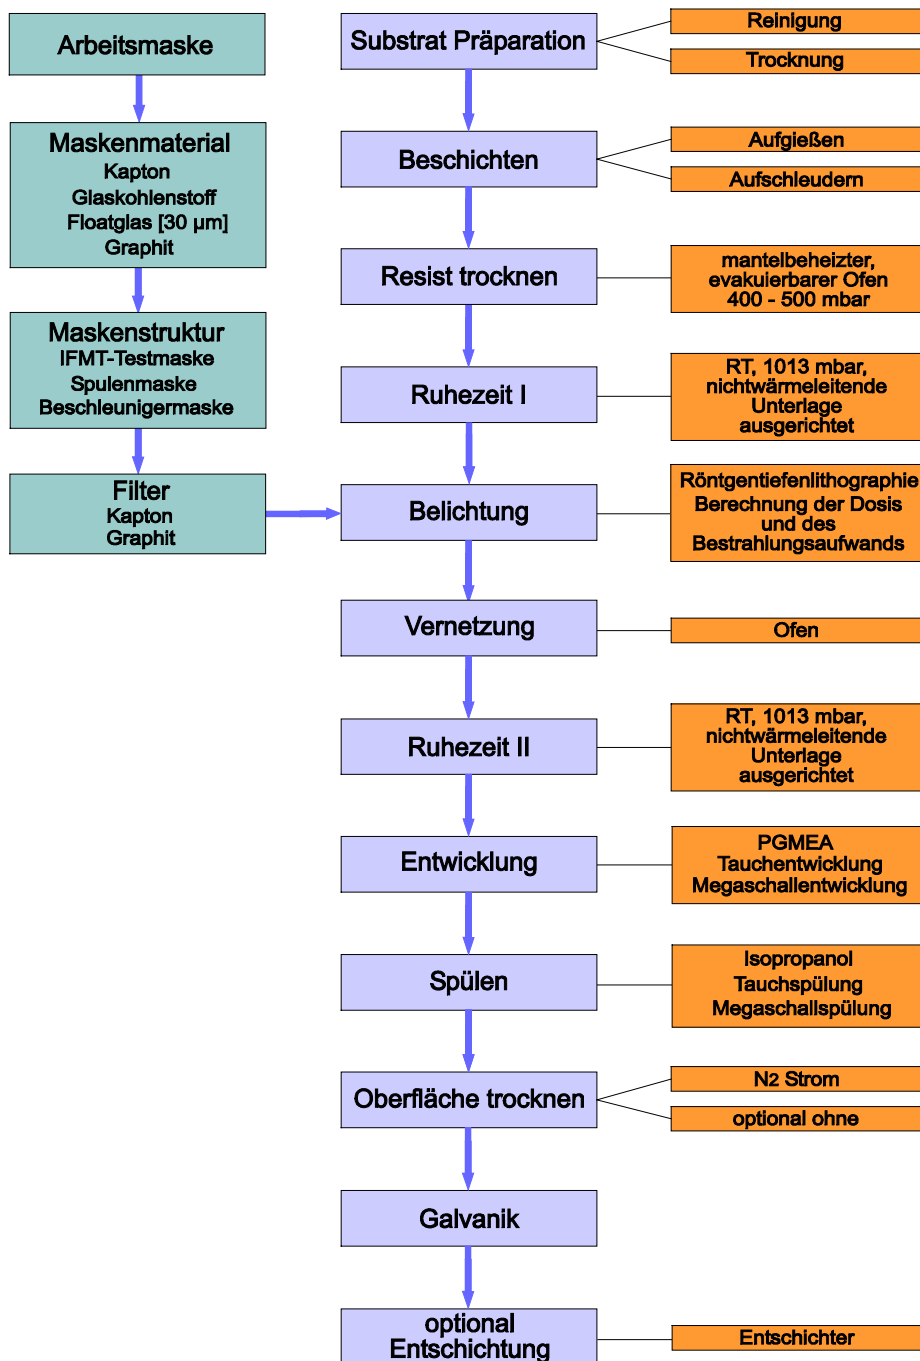 Arbeitsmaske
Maskenmaterial
Kapton
Glaskohlenstoff
Floatglas [30 µm]
Graphit
Maskenstruktur
IFMT-Testmaske
Spulenmaske
Beschleunigermaske
Filter
Kapton
Graphit
Substrat Präparation
Reinigung
Trocknung
Beschichten
Aufgießen
Aufschleudern
Resist trocknen
mantelbeheizter,
evakuierbarer Ofen
400 - 500 mbar
Ruhezeit I
RT, 1013 mbar,
nichtwärmeleitende
Unterlage
ausgerichtet
Belichtung
Röntgentiefenlithographie
Berechnung der Dosis
und des
Bestrahlungsaufwands
Vernetzung
Ofen
Ruhezeit II
RT, 1013 mbar,
nichtwärmeleitende
Unterlage
ausgerichtet
Entwicklung
PGMEA
Tauchentwicklung
Megaschallentwicklung
Spülen
Isopropanol
Tauchspülung
Megaschallspülung
Oberfläche trocknen
N2 Strom
optional ohne
Galvanik
optional
Entschichtung
Entschichter